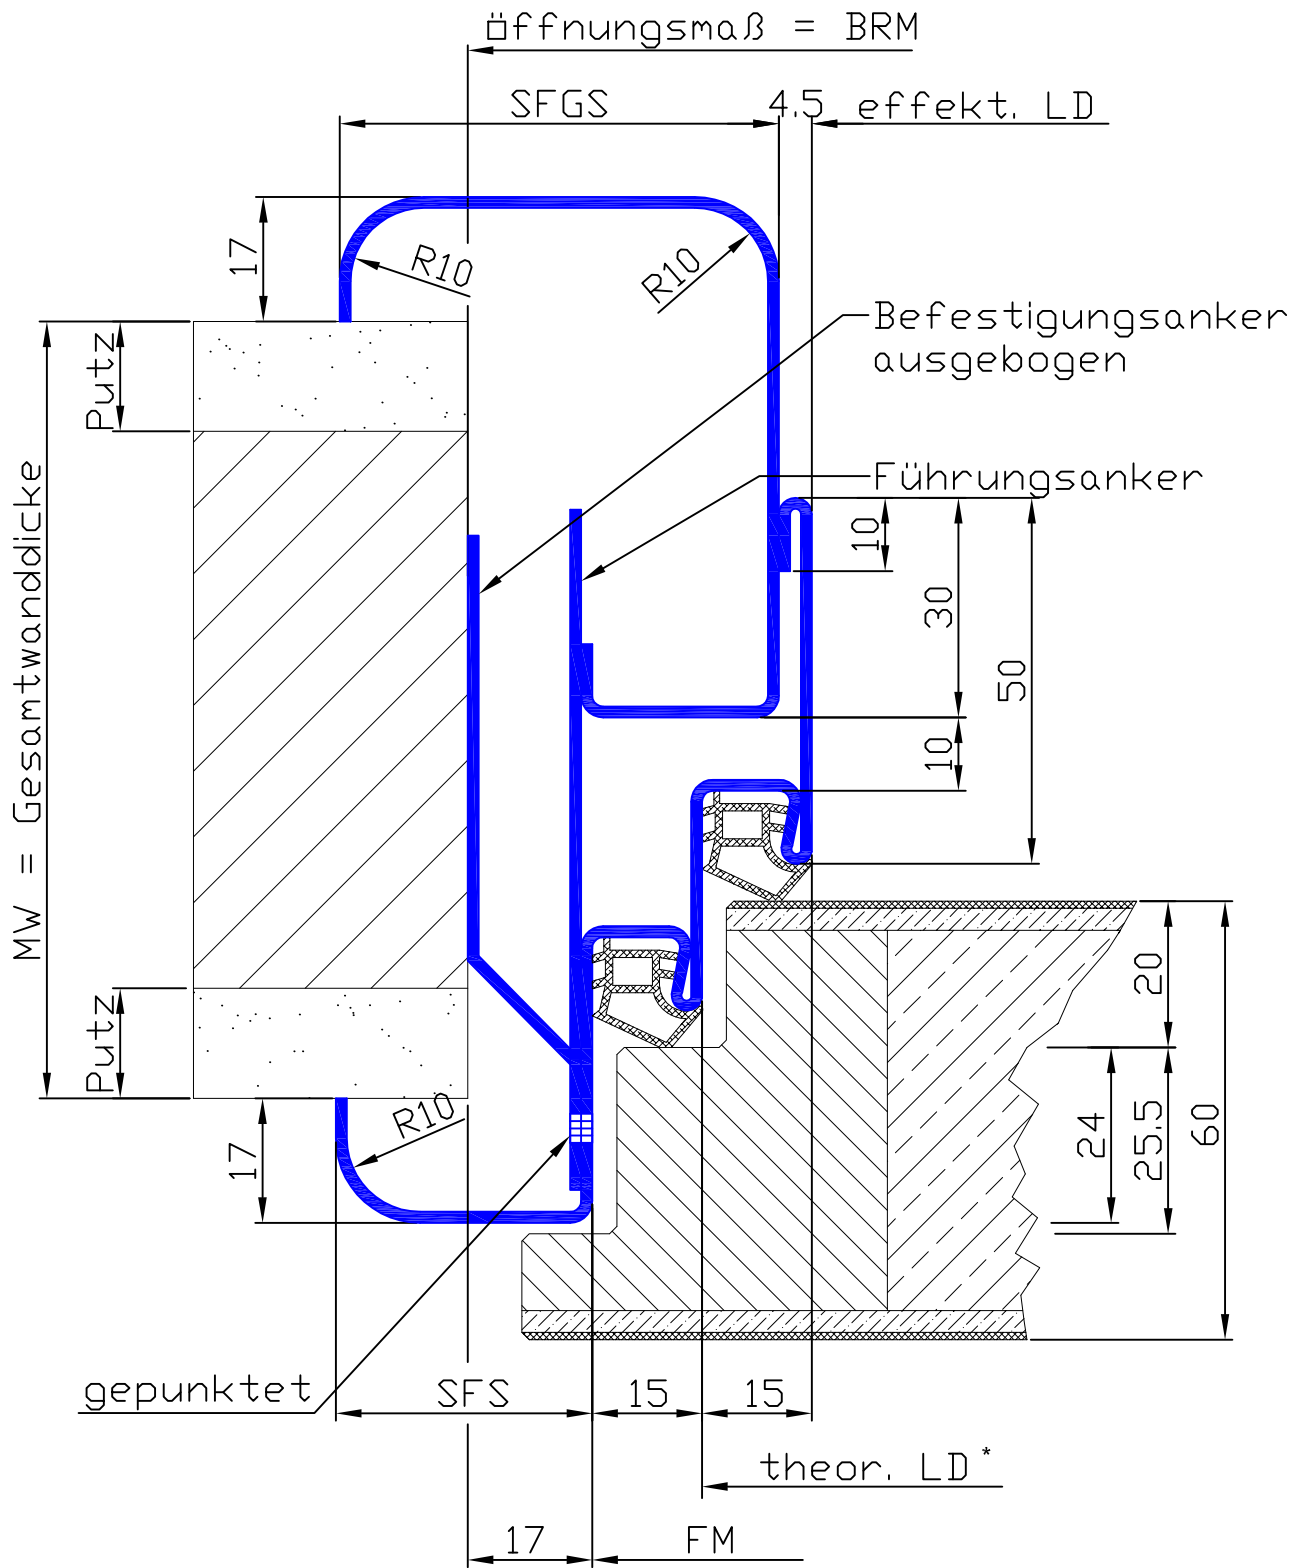 öffnungsmaß = BRM
SFGS
4.5
effekt. LD
17
R10
R10
Befestigungsanker
ausgebogen
Putz
Führungsanker
10
30
50
MW = Gesamtwanddicke
10
20
Putz
R10
17
24
25.5
60
gepunktet
SFS
15
15
theor. LD*
17
FM